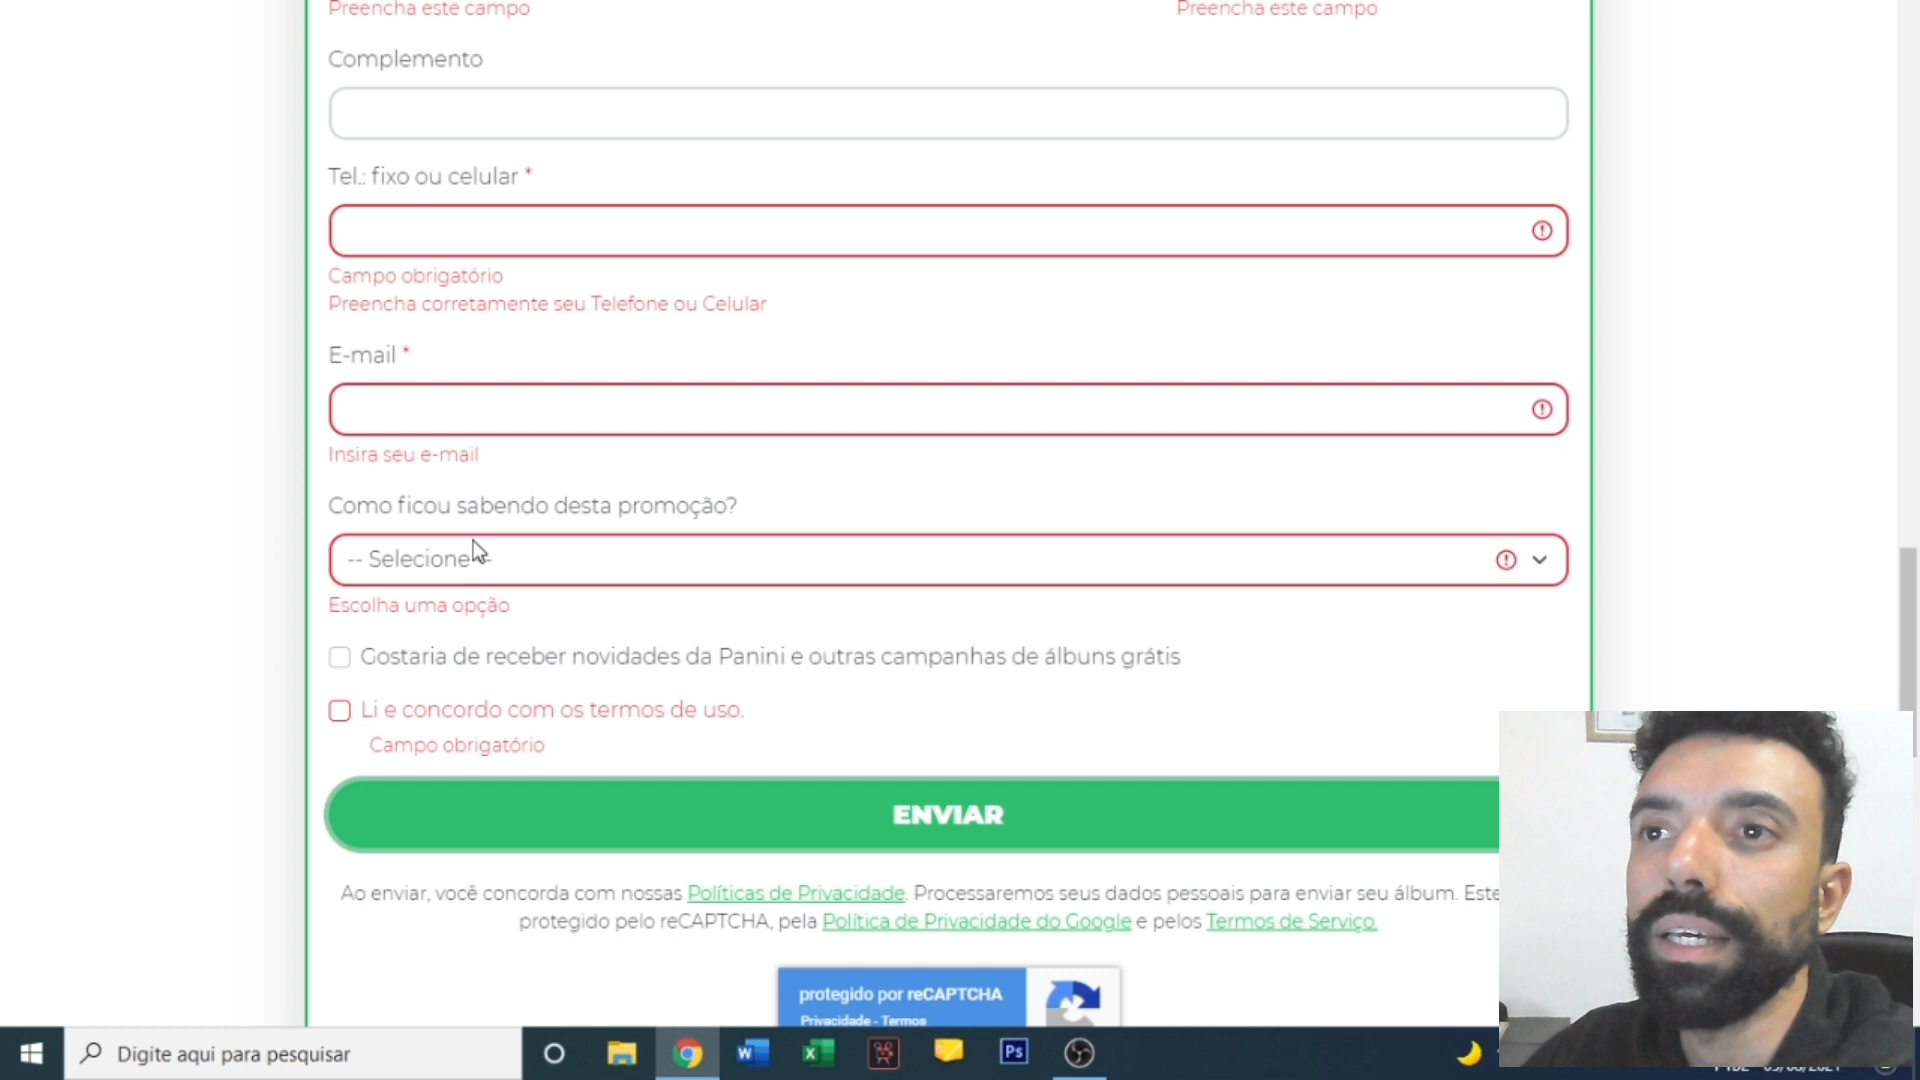 Preencha este campo
Preencha este campo
Complemento
Tel.: fixo ou celular *
Campo obrigatório
Preencha corretamente seu Telefone ou Celular
E-mail *
Insira seu e-mail
Como ficou sabendo desta promoção?
-- Selecione --
Escolha uma opção
Gostaria de receber novidades da Panini e outras campanhas de álbuns grátis
Li e concordo com os termos de uso.
Campo obrigatório
ENVIAR
Ao enviar, você concorda com nossas Políticas de Privacidade. Processaremos seus dados pessoais para enviar seu álbum. Este
protegido pelo reCAPTCHA, pela Política de Privacidade do Google e pelos Termos de Serviço.
protegido por reCAPTCHA
Privacidade - Termos
Digite aqui para pesquisar
Ps